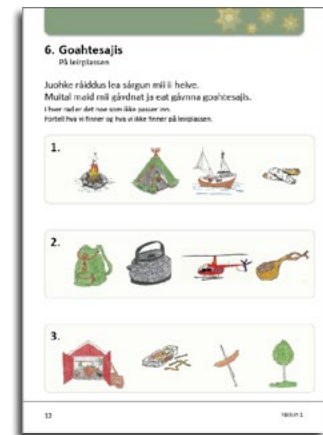 6. Goahtesajis
På leirplassen
Juohke ráiddus lea sárgun mii ii heive.
Muital maid mii gávdnat ja eat gávnna goahtesajis.
I hver rad er det noe som ikke passer inn.
Fortell hva vi finner og hva vi ikke finner på leirplassen.
1.
2.
3.
12